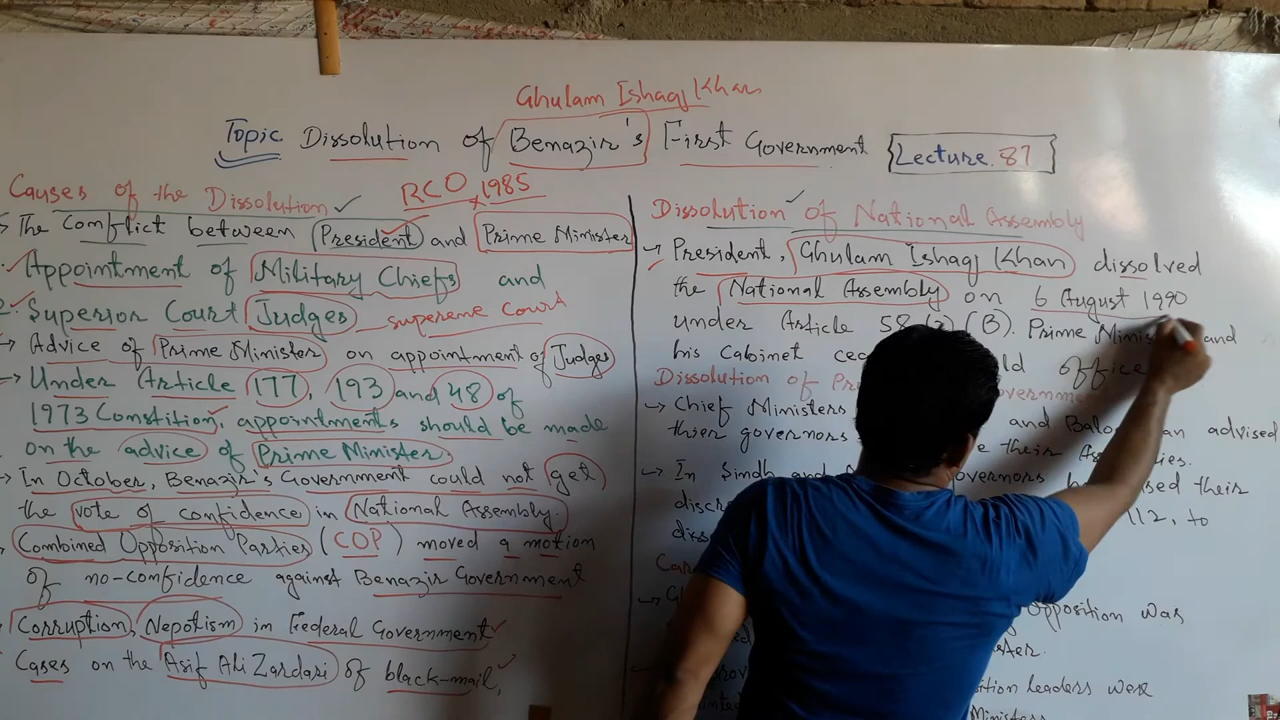 Ghulam Ishaq Khan
Topic Dissolution of Benazir's First Government
Lecture. 87
Causes of the Dissolution
RCO, 1985
The Conflict between President and Prime Minister
Appointment of Military Chiefs and
2. Superior Court Judges - supereme Court
Advice of Prime Minister on appointment of Judges
Under Article 177, 193 and 48 of
1973 Constition, appointments should be made
on the advice of Prime Minister.
In October, Benazir's Government could not get
the vote of confidence in National Assembly.
Combined Opposition Parties (COP) moved a motion
of no-confidence against Benazir Government
Corruption, Nepotism in Federal Government
Cases on the Asif Ali Zardari of black-mail,
Dissolution of National Assembly
President, Ghulam Ishaq Khan dissolved
the National Assembly on 6 August 1990
under Article 58 (B). Prime and
his Cabinet office
Dissolution of
Chief Ministers and advised
thier governors their
In Sindh and their
112, to
Opposition was
leaders were
Ministers